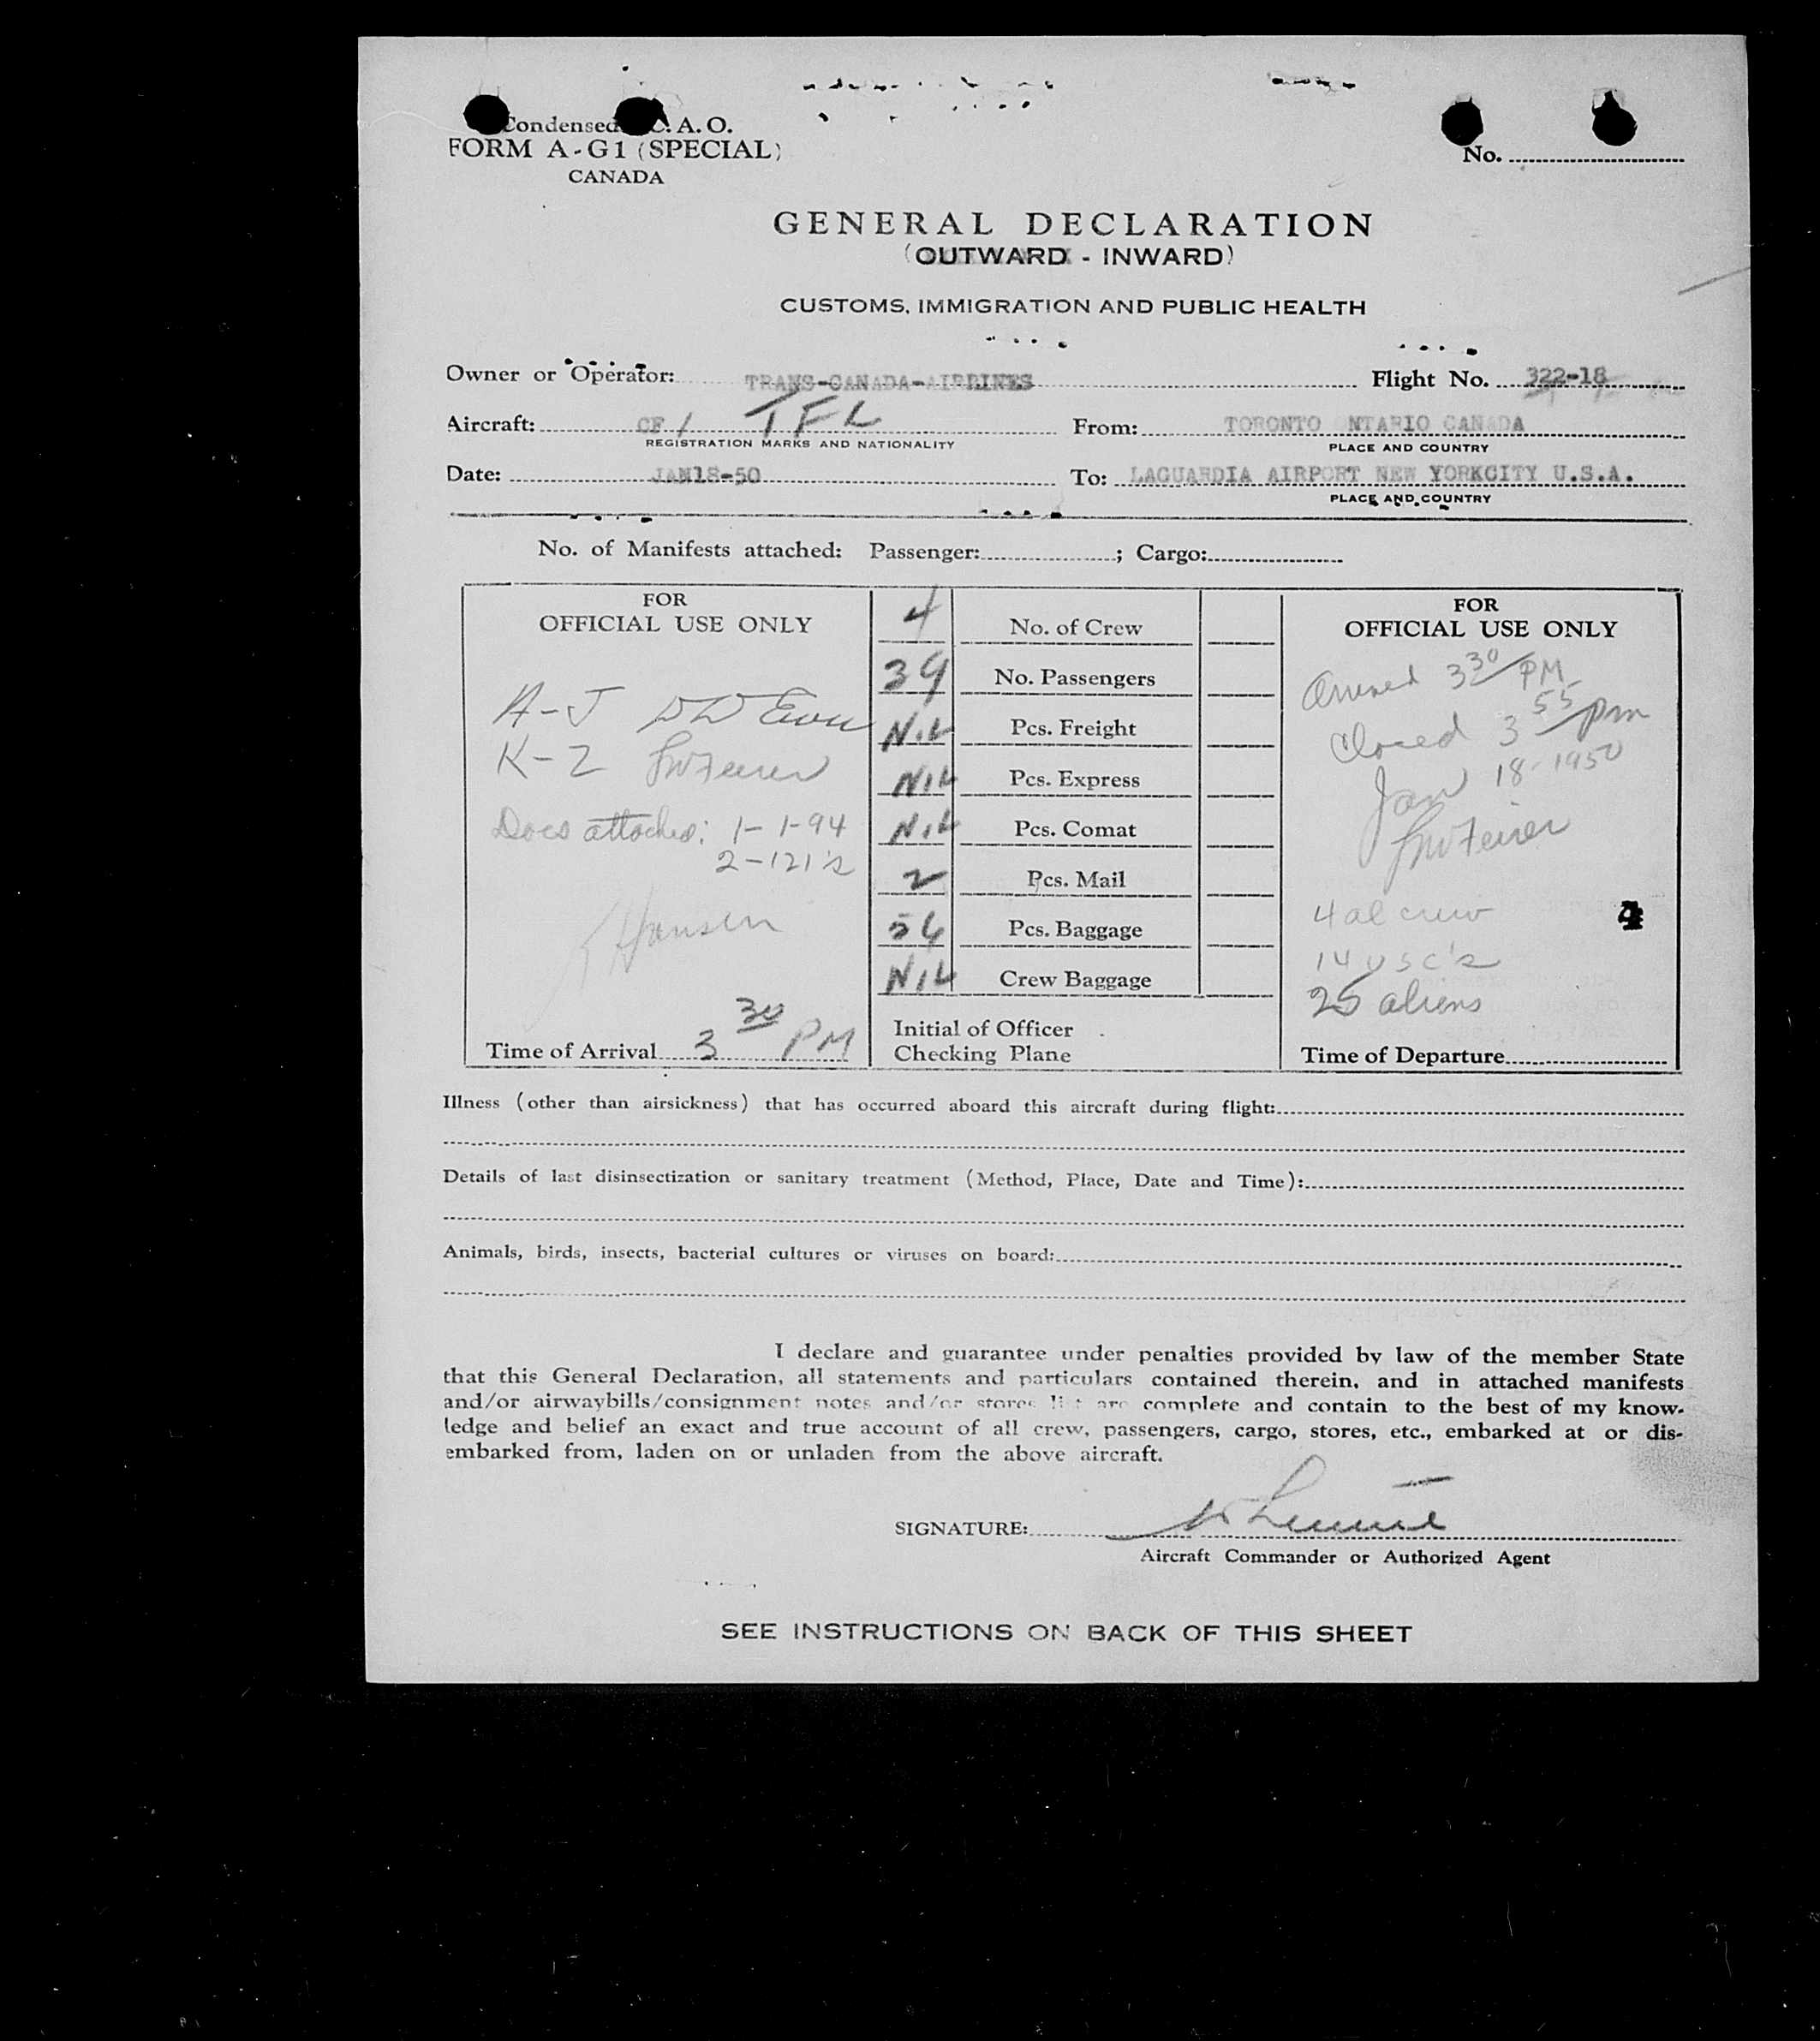 Condensed I.C.A.O.
FORM A-G1 (SPECIAL)
CANADA
No.
GENERAL DECLARATION
(OUTWARD - INWARD)
CUSTOMS, IMMIGRATION AND PUBLIC HEALTH
Owner or Operator: TRANS-CANADA-AIRLINES Flight No. 322-18
Aircraft: CF / TFL From: TORONTO ONTARIO CANADA
REGISTRATION MARKS AND NATIONALITY PLACE AND COUNTRY
Date: JAN18-50 To: LAGUARDIA AIRPORT NEW YORKCITY U.S.A.
PLACE AND COUNTRY
No. of Manifests attached: Passenger: ; Cargo:
FOR
OFFICIAL USE ONLY
A-J
K-Z
Docs attached: 1-1-94
2-121's
Hansen
Time of Arrival 3 30 PM
4 No. of Crew
39 No. Passengers
NIL Pcs. Freight
NIL Pcs. Express
NIL Pcs. Comat
2 Pcs. Mail
54 Pcs. Baggage
NIL Crew Baggage
Initial of Officer
Checking Plane
FOR
OFFICIAL USE ONLY
Arrived 3 30 PM
Closed 3 55 pm
Jan 18-1950
4 al crew 4
14 USC's
25 aliens
Time of Departure
Illness (other than airsickness) that has occurred aboard this aircraft during flight:
Details of last disinsectization or sanitary treatment (Method, Place, Date and Time):
Animals, birds, insects, bacterial cultures or viruses on board:
I declare and guarantee under penalties provided by law of the member State
that this General Declaration, all statements and particulars contained therein, and in attached manifests
and/or airwaybills/consignment notes and/or stores list are complete and contain to the best of my know-
ledge and belief an exact and true account of all crew, passengers, cargo, stores, etc., embarked at or dis-
embarked from, laden on or unladen from the above aircraft.
SIGNATURE:
Aircraft Commander or Authorized Agent
SEE INSTRUCTIONS ON BACK OF THIS SHEET